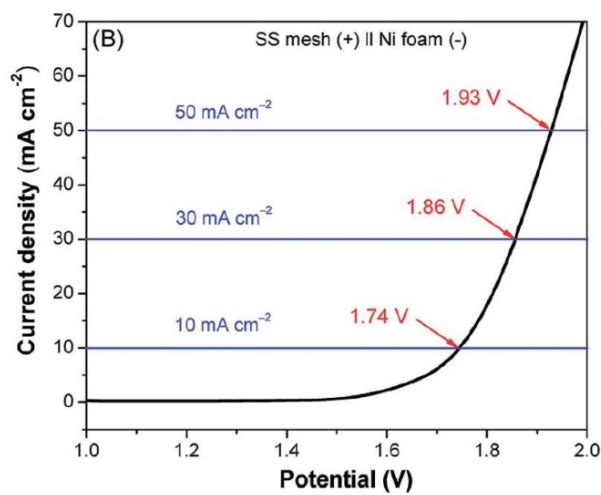 (B)
SS mesh (+) II Ni foam (-)
Current density (mA cm⁻²)
70
60
50
40
30
20
10
0
50 mA cm⁻²
1.93 V
30 mA cm⁻²
1.86 V
10 mA cm⁻²
1.74 V
1.0 1.2 1.4 1.6 1.8 2.0
Potential (V)